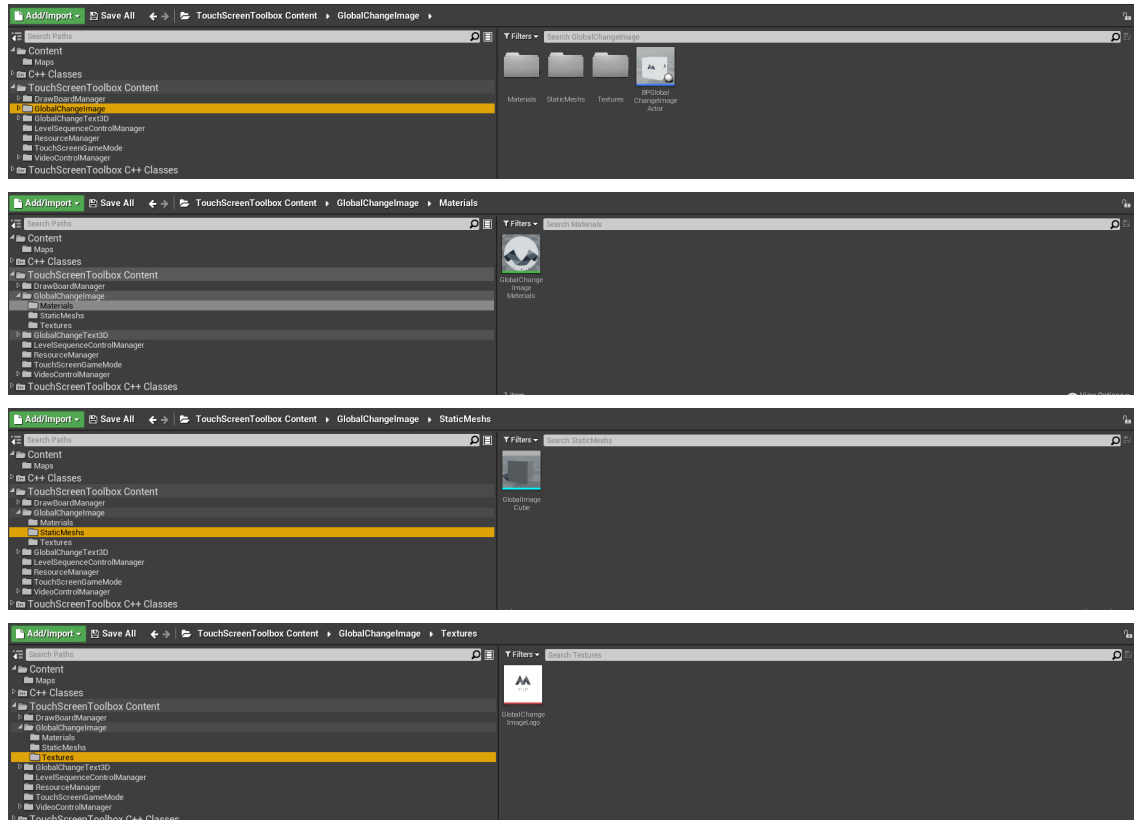 Add/Import Save All TouchScreenToolbox Content GlobalChangeImage
Search Paths
Filters Search GlobalChangeImage
Content
Maps
C++ Classes
TouchScreenToolbox Content
DrawBoardManager
GlobalChangeImage
GlobalChangeText3D
LevelSequenceControlManager
ResourceManager
TouchScreenGameMode
VideoControlManager
TouchScreenToolbox C++ Classes
Materials StaticMeshs Textures BPGlobal
ChangeImage
Actor
Add/Import Save All TouchScreenToolbox Content GlobalChangeImage Materials
Search Paths
Filters Search Materials
Content
Maps
C++ Classes
TouchScreenToolbox Content
DrawBoardManager
GlobalChangeImage
Materials
StaticMeshs
Textures
GlobalChangeText3D
LevelSequenceControlManager
ResourceManager
TouchScreenGameMode
VideoControlManager
TouchScreenToolbox C++ Classes
GlobalChange
Image
Meterials
1 item View Options
Add/Import Save All TouchScreenToolbox Content GlobalChangeImage StaticMeshs
Search Paths
Filters Search StaticMeshs
Content
Maps
C++ Classes
TouchScreenToolbox Content
DrawBoardManager
GlobalChangeImage
Materials
StaticMeshs
Textures
GlobalChangeText3D
LevelSequenceControlManager
ResourceManager
TouchScreenGameMode
VideoControlManager
TouchScreenToolbox C++ Classes
GlobalImage
Cube
Add/Import Save All TouchScreenToolbox Content GlobalChangeImage Textures
Search Paths
Filters Search Textures
Content
Maps
C++ Classes
TouchScreenToolbox Content
DrawBoardManager
GlobalChangeImage
Materials
StaticMeshs
Textures
GlobalChangeText3D
LevelSequenceControlManager
ResourceManager
TouchScreenGameMode
VideoControlManager
TouchScreenToolbox C++ Classes
GlobalChange
ImageLogo